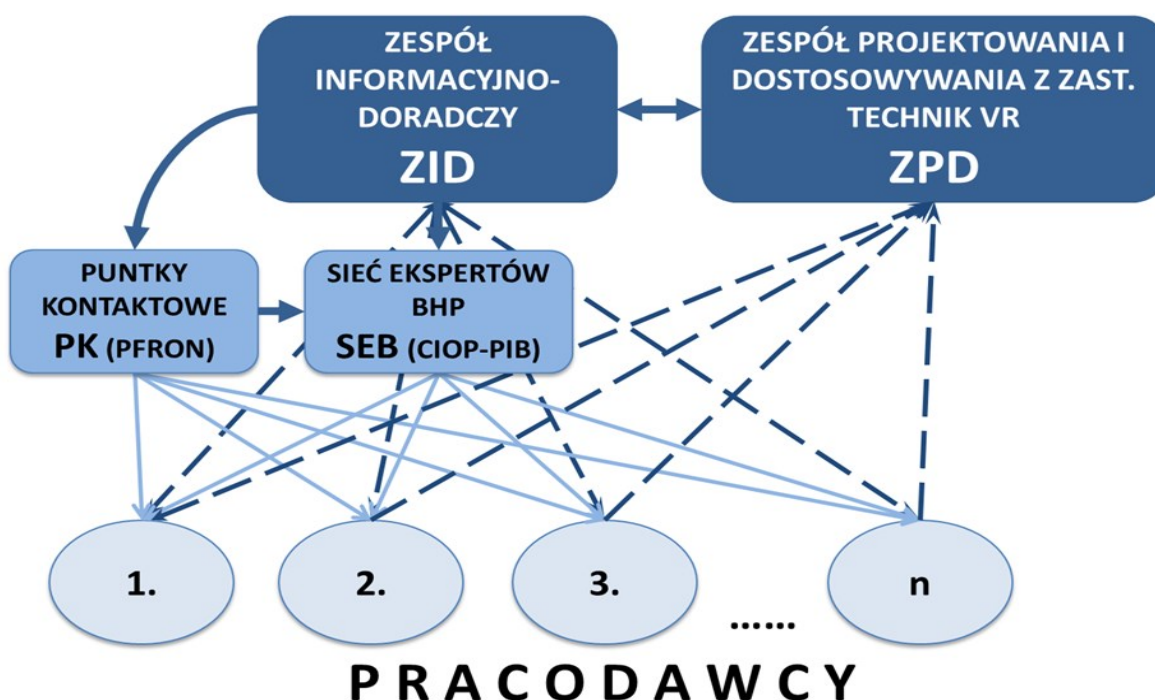 ZESPÓŁ
INFORMACYJNO-
DORADCZY
ZID
ZESPÓŁ PROJEKTOWANIA I
DOSTOSOWYWANIA Z ZAST.
TECHNIK VR
ZPD
PUNTKY
KONTAKTOWE
PK (PFRON)
SIEĆ EKSPERTÓW
BHP
SEB (CIOP-PIB)
1.
2.
3.
......
n
PRACODAWCY